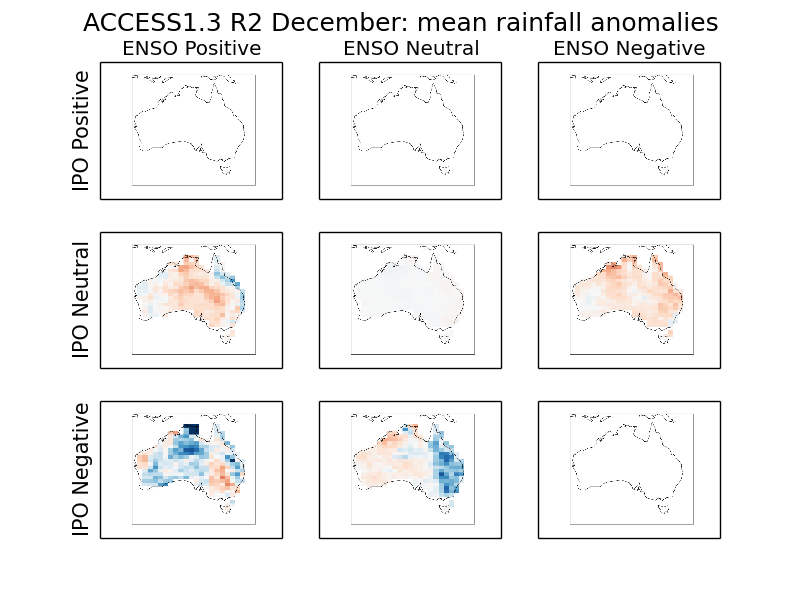 ACCESS1.3 R2 December: mean rainfall anomalies
ENSO Positive
ENSO Neutral
ENSO Negative
IPO Positive
IPO Neutral
IPO Negative